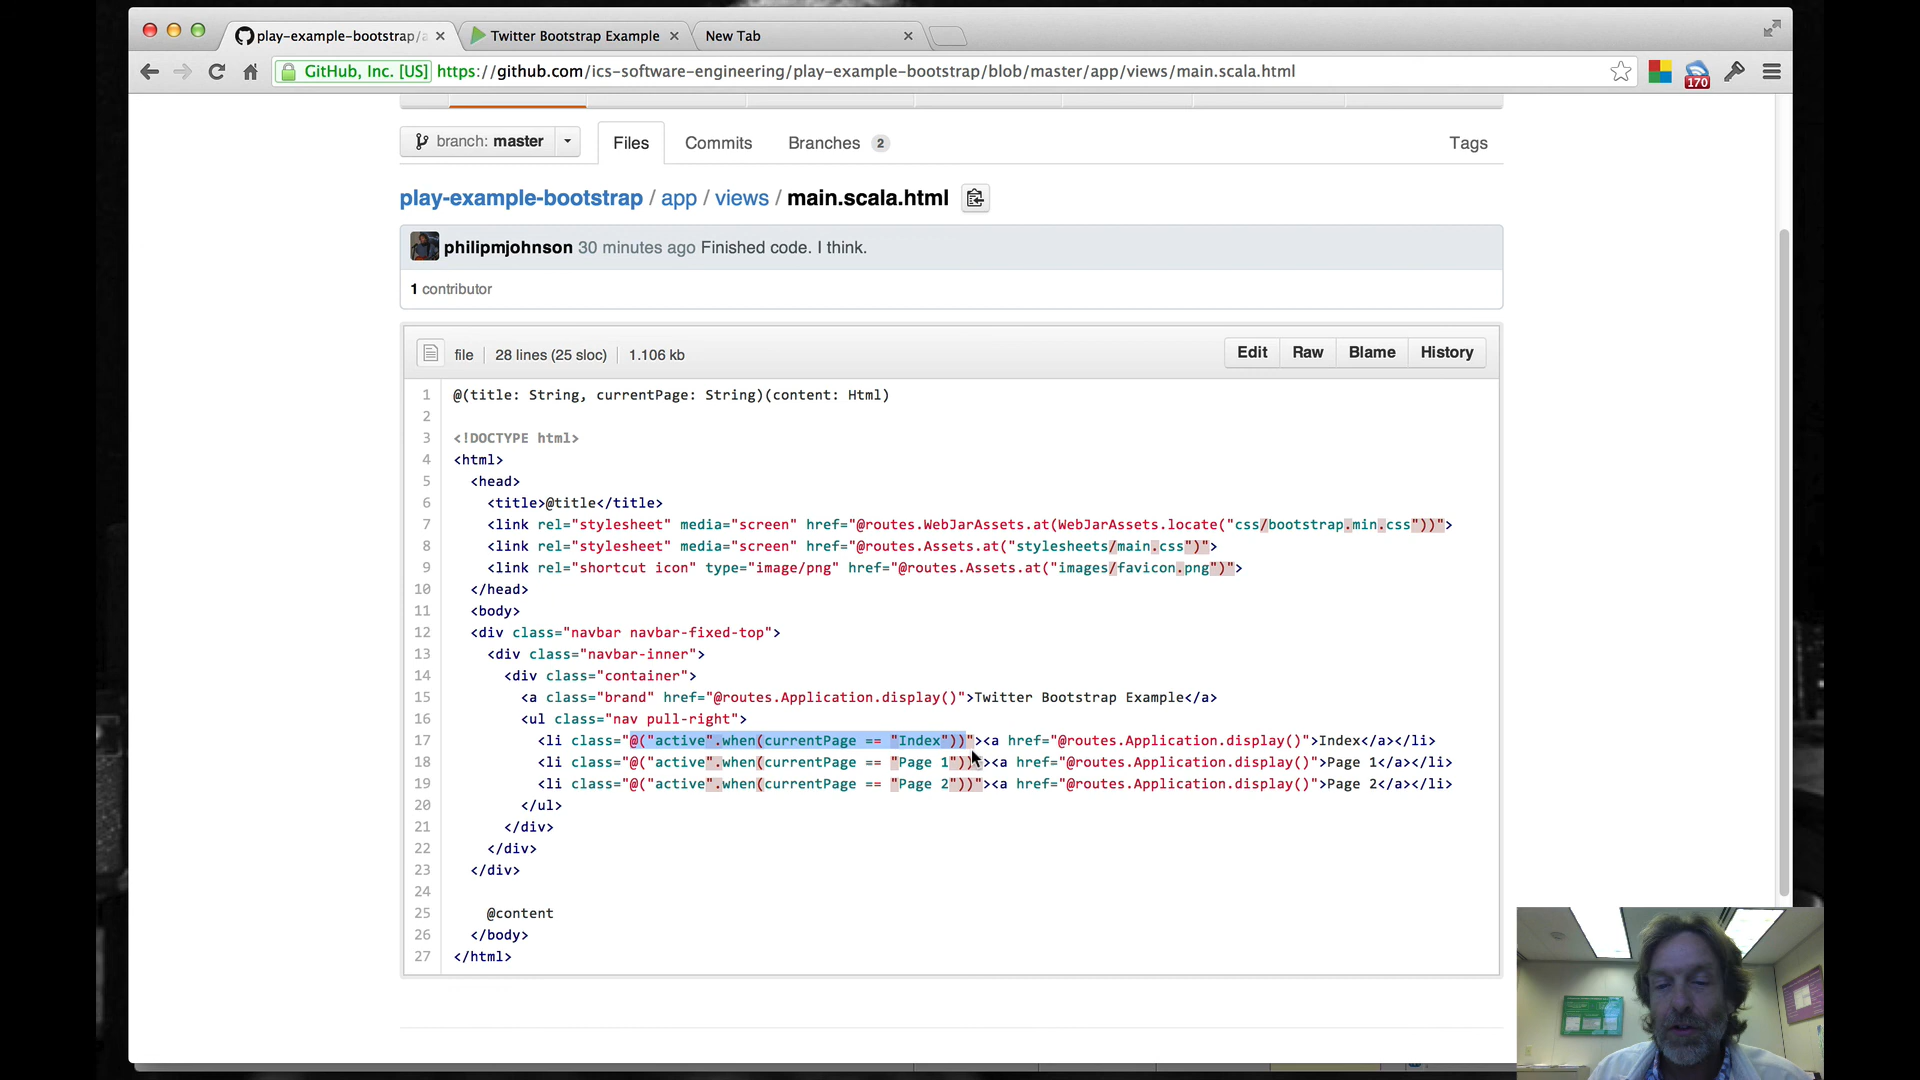 play-example-bootstrap/a
Twitter Bootstrap Example
New Tab
GitHub, Inc. [US] https://github.com/ics-software-engineering/play-example-bootstrap/blob/master/app/views/main.scala.html
170
branch: master
Files
Commits
Branches 2
Tags
play-example-bootstrap / app / views / main.scala.html
philipmjohnson 30 minutes ago Finished code. I think.
1 contributor
file 28 lines (25 sloc) 1.106 kb
Edit Raw Blame History
1 @(title: String, currentPage: String)(content: Html)
2
3 <!DOCTYPE html>
4 <html>
5 <head>
6 <title>@title</title>
7 <link rel="stylesheet" media="screen" href="@routes.WebJarAssets.at(WebJarAssets.locate("css/bootstrap.min.css"))">
8 <link rel="stylesheet" media="screen" href="@routes.Assets.at("stylesheets/main.css")">
9 <link rel="shortcut icon" type="image/png" href="@routes.Assets.at("images/favicon.png")">
10 </head>
11 <body>
12 <div class="navbar navbar-fixed-top">
13 <div class="navbar-inner">
14 <div class="container">
15 <a class="brand" href="@routes.Application.display()">Twitter Bootstrap Example</a>
16 <ul class="nav pull-right">
17 <li class="@("active".when(currentPage == "Index"))"><a href="@routes.Application.display()">Index</a></li>
18 <li class="@("active".when(currentPage == "Page 1"))"><a href="@routes.Application.display()">Page 1</a></li>
19 <li class="@("active".when(currentPage == "Page 2"))"><a href="@routes.Application.display()">Page 2</a></li>
20 </ul>
21 </div>
22 </div>
23 </div>
24
25 @content
26 </body>
27 </html>